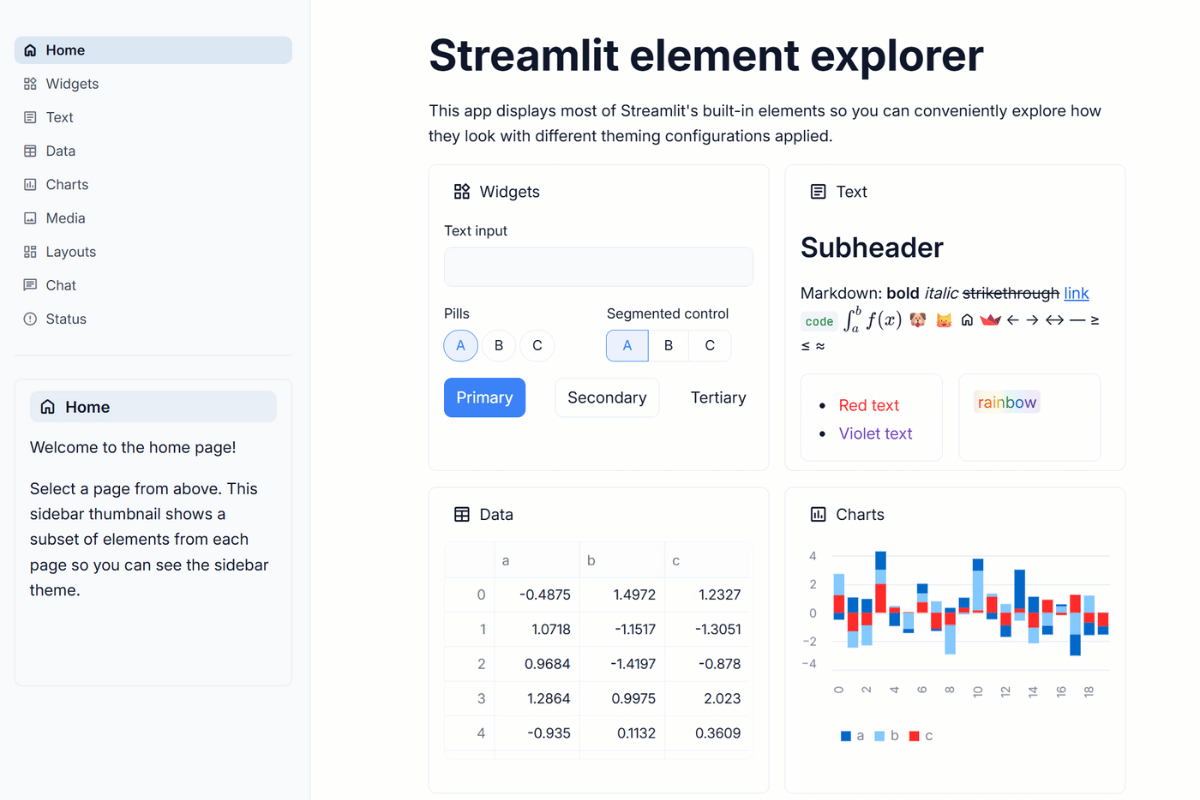 Home
Widgets
Text
Data
Charts
Media
Layouts
Chat
Status
Home
Welcome to the home page!
Select a page from above. This
sidebar thumbnail shows a
subset of elements from each
page so you can see the sidebar
theme.
Streamlit element explorer
This app displays most of Streamlit's built-in elements so you can conveniently explore how
they look with different theming configurations applied.
Widgets
Text input
Pills
A B C
Segmented control
A B C
Primary Secondary Tertiary
Text
Subheader
Markdown: bold italic strikethrough link
code ∫ₐᵇ f(x) 🐶 😺 ← → ↔ — ≥
≤ ≈
Red text
Violet text
rainbow
Data
a b c
0 -0.4875 1.4972 1.2327
1 1.0718 -1.1517 -1.3051
2 0.9684 -1.4197 -0.878
3 1.2864 0.9975 2.023
4 -0.935 0.1132 0.3609
Charts
4
2
0
−2
−4
0 2 4 6 8 10 12 14 16 18
a b c